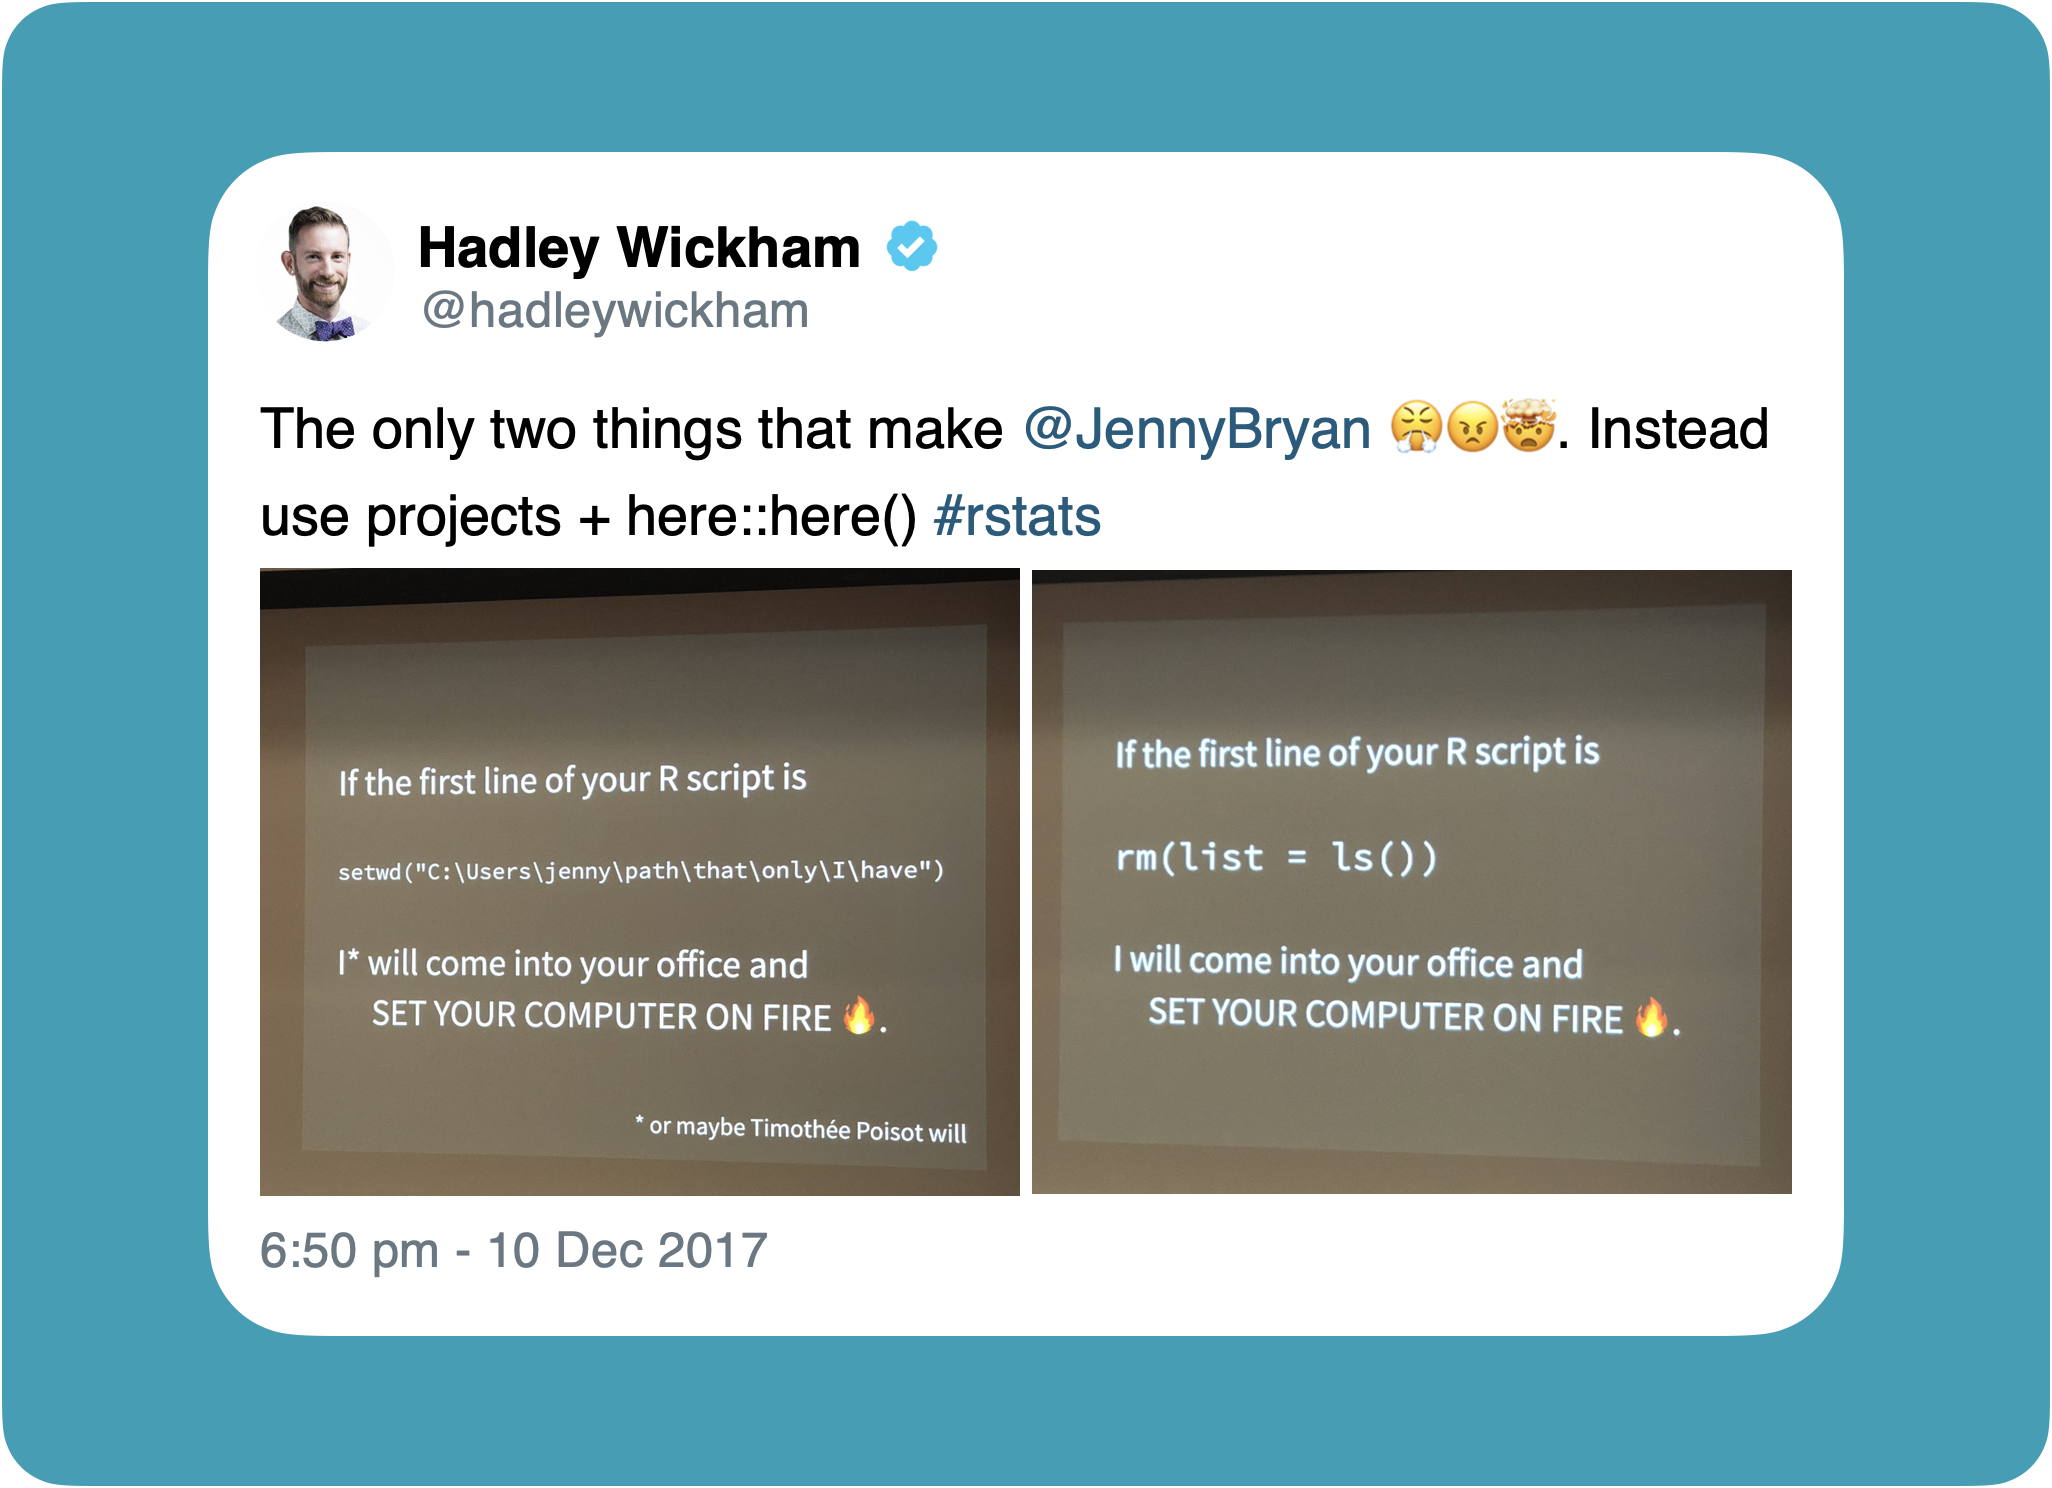 Hadley Wickham
@hadleywickham
The only two things that make @JennyBryan 😤😠🤯. Instead
use projects + here::here() #rstats
If the first line of your R script is
setwd("C:\Users\jenny\path\that\only\I\have")
I* will come into your office and
SET YOUR COMPUTER ON FIRE 🔥.
* or maybe Timothée Poisot will
If the first line of your R script is
rm(list = ls())
I will come into your office and
SET YOUR COMPUTER ON FIRE 🔥.
6:50 pm - 10 Dec 2017